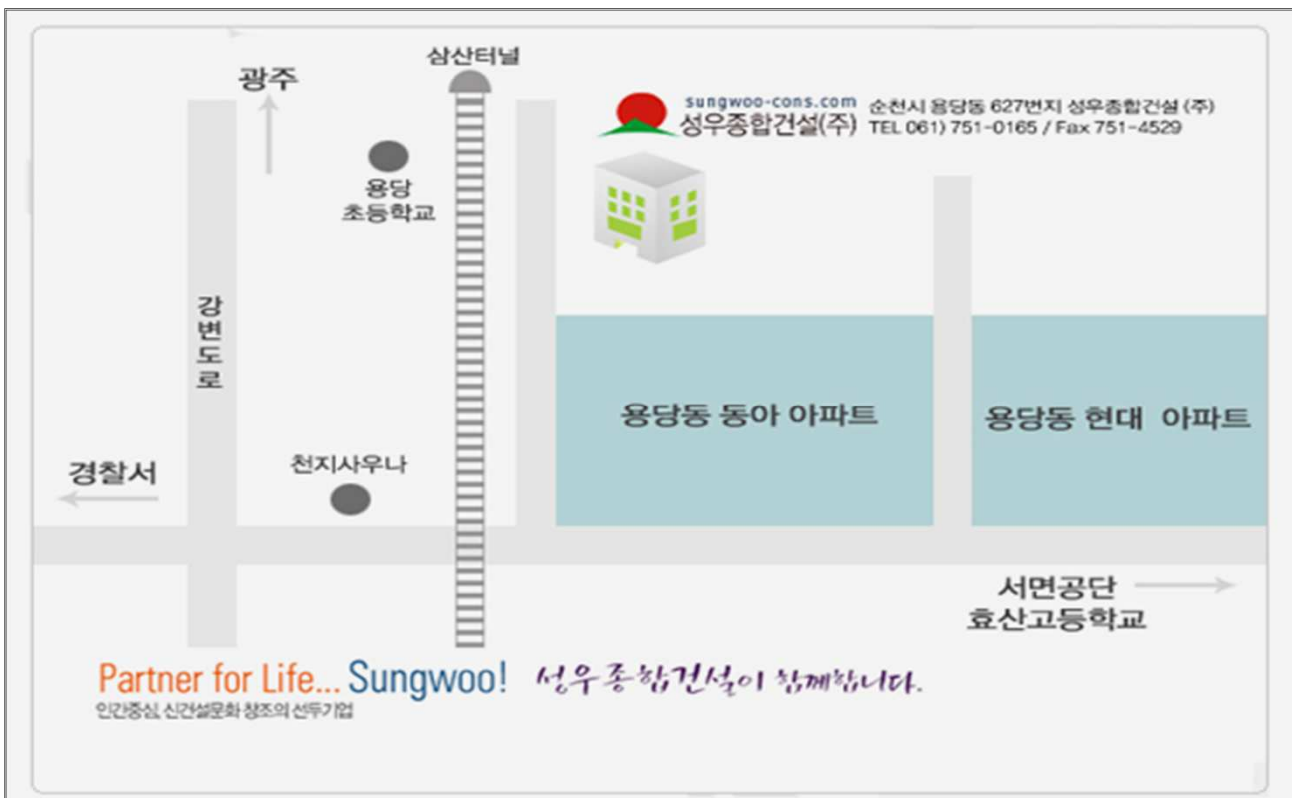 삼산터널
광주
sungwoo-cons.com
성우종합건설(주)
순천시 용당동 627번지 성우종합건설 (주)
TEL 061) 751-0165 / Fax 751-4529
용당
초등학교
강변도로
용당동 동아 아파트
용당동 현대 아파트
경찰서
천지사우나
서면공단
효산고등학교
Partner for Life... Sungwoo! 성우종합건설이 함께합니다.
인간중심, 신건설문화 창조의 선두기업